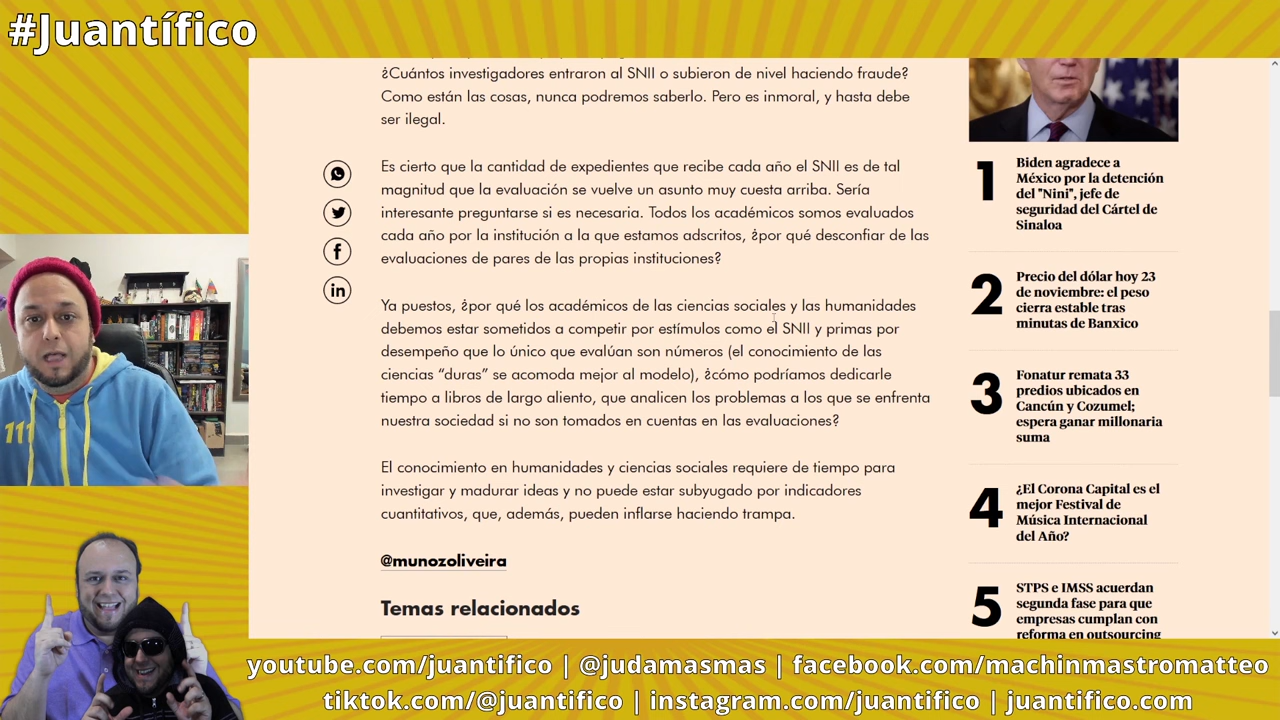 #Juantífico
¿Cuántos investigadores entraron al SNII o subieron de nivel haciendo fraude?
Como están las cosas, nunca podremos saberlo. Pero es inmoral, y hasta debe
ser ilegal.
Es cierto que la cantidad de expedientes que recibe cada año el SNII es de tal
magnitud que la evaluación se vuelve un asunto muy cuesta arriba. Sería
interesante preguntarse si es necesaria. Todos los académicos somos evaluados
cada año por la institución a la que estamos adscritos, ¿por qué desconfiar de las
evaluaciones de pares de las propias instituciones?
Ya puestos, ¿por qué los académicos de las ciencias sociales y las humanidades
debemos estar sometidos a competir por estímulos como el SNII y primas por
desempeño que lo único que evalúan son números (el conocimiento de las
ciencias “duras” se acomoda mejor al modelo), ¿cómo podríamos dedicarle
tiempo a libros de largo aliento, que analicen los problemas a los que se enfrenta
nuestra sociedad si no son tomados en cuentas en las evaluaciones?
El conocimiento en humanidades y ciencias sociales requiere de tiempo para
investigar y madurar ideas y no puede estar subyugado por indicadores
cuantitativos, que, además, pueden inflarse haciendo trampa.
@munozoliveira
Temas relacionados
1
Biden agradece a
México por la detención
del "Nini", jefe de
seguridad del Cártel de
Sinaloa
2
Precio del dólar hoy 23
de noviembre: el peso
cierra estable tras
minutas de Banxico
3
Fonatur remata 33
predios ubicados en
Cancún y Cozumel;
espera ganar millonaria
suma
4
¿El Corona Capital es el
mejor Festival de
Música Internacional
del Año?
5
STPS e IMSS acuerdan
segunda fase para que
empresas cumplan con
reforma en outsourcing
111
youtube.com/juantifico | @judamasmas | facebook.com/machinmastromatteo
tiktok.com/@juantifico | instagram.com/juantifico | juantifico.com